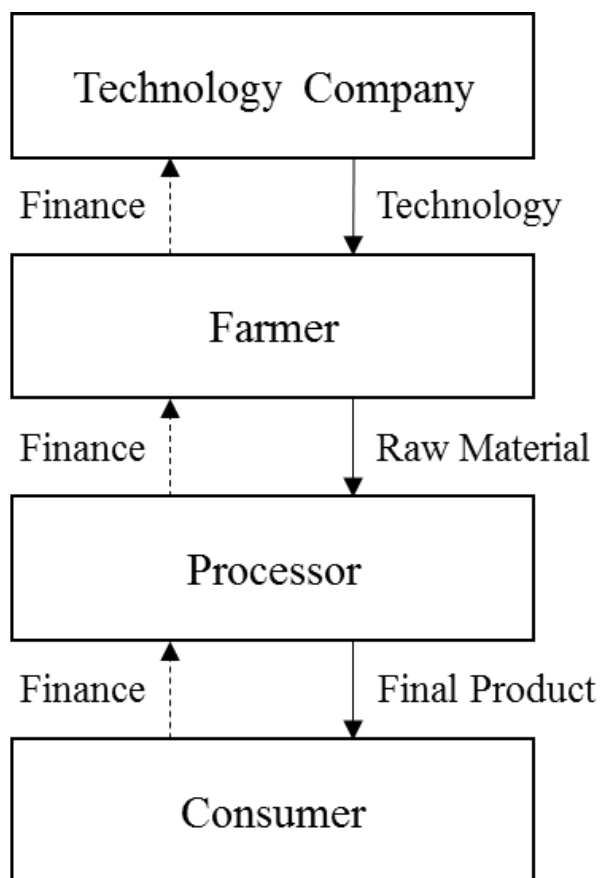 Technology Company
Finance
Technology
Farmer
Finance
Raw Material
Processor
Finance
Final Product
Consumer